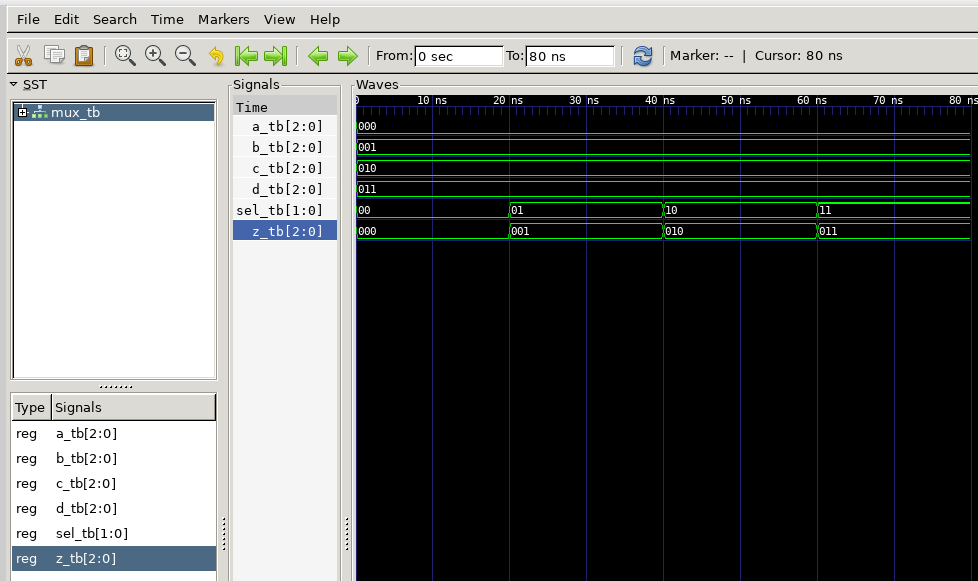 File Edit Search Time Markers View Help
From: 0 sec To: 80 ns Marker: -- | Cursor: 80 ns
SST
mux_tb
Type Signals
reg a_tb[2:0]
reg b_tb[2:0]
reg c_tb[2:0]
reg d_tb[2:0]
reg sel_tb[1:0]
reg z_tb[2:0]
Signals
Time
a_tb[2:0]
b_tb[2:0]
c_tb[2:0]
d_tb[2:0]
sel_tb[1:0]
z_tb[2:0]
Waves
0 10 ns 20 ns 30 ns 40 ns 50 ns 60 ns 70 ns 80 ns
000
001
010
011
00 01 10 11
000 001 010 011